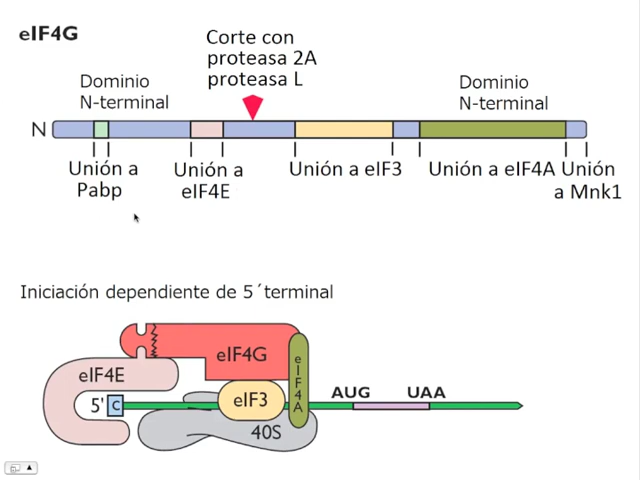 eIF4G
Corte con
proteasa 2A
proteasa L
Dominio
N-terminal
Dominio
N-terminal
N
Unión a
Pabp
Unión a
eIF4E
Unión a eIF3
Unión a eIF4A
Unión
a Mnk1
Iniciación dependiente de 5´terminal
eIF4G
eIF4E
eIF4A
5'
C
eIF3
AUG
UAA
40S